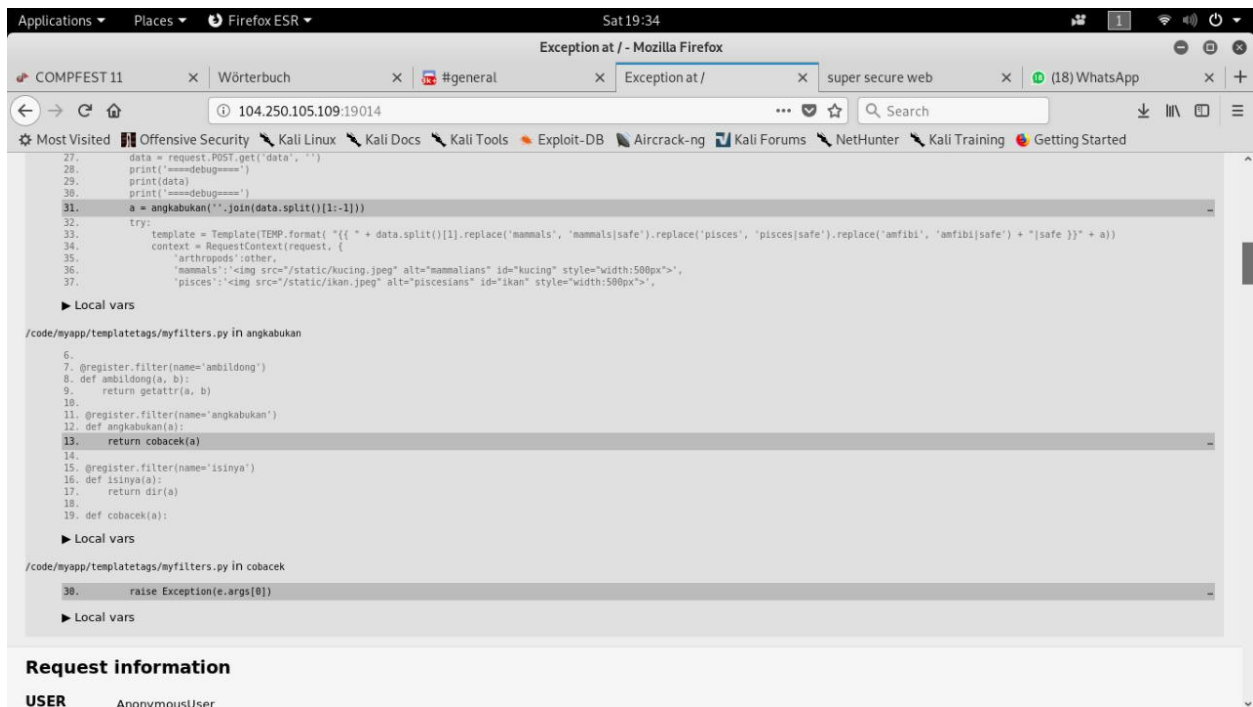 Applications Places Firefox ESR Sat 19:34 1
Exception at / - Mozilla Firefox
COMPFEST 11 Wörterbuch #general Exception at / super secure web (18) WhatsApp
104.250.105.109:19014 Search
Most Visited Offensive Security Kali Linux Kali Docs Kali Tools Exploit-DB Aircrack-ng Kali Forums NetHunter Kali Training Getting Started
27. data = request.POST.get('data', '')
28. print('====debug====')
29. print(data)
30. print('====debug====')
31. a = angkabukan(''.join(data.split()[1:-1])) …
32. try:
33. template = Template(TEMP.format( "{{ " + data.split()[1].replace('mammals', 'mammals|safe').replace('pisces', 'pisces|safe').replace('amfibi', 'amfibi|safe') + "|safe }}" + a))
34. context = RequestContext(request, {
35. 'arthropods':other,
36. 'mammals':'<img src="/static/kucing.jpeg" alt="mammalians" id="kucing" style="width:500px">',
37. 'pisces':'<img src="/static/ikan.jpeg" alt="piscesians" id="ikan" style="width:500px">',
▶ Local vars
/code/myapp/templatetags/myfilters.py in angkabukan
6.
7. @register.filter(name='ambildong')
8. def ambildong(a, b):
9. return getattr(a, b)
10.
11. @register.filter(name='angkabukan')
12. def angkabukan(a):
13. return cobacek(a) …
14.
15. @register.filter(name='isinya')
16. def isinya(a):
17. return dir(a)
18.
19. def cobacek(a):
▶ Local vars
/code/myapp/templatetags/myfilters.py in cobacek
30. raise Exception(e.args[0]) …
▶ Local vars
Request information
USER AnonymousUser